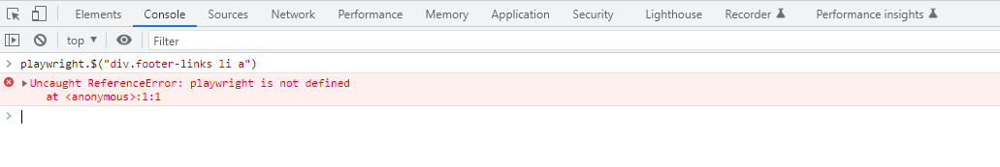 Elements Console Sources Network Performance Memory Application Security Lighthouse Recorder Performance insights
top ▼ Filter
> playwright.$("div.footer-links li a")
▶Uncaught ReferenceError: playwright is not defined
at <anonymous>:1:1
>